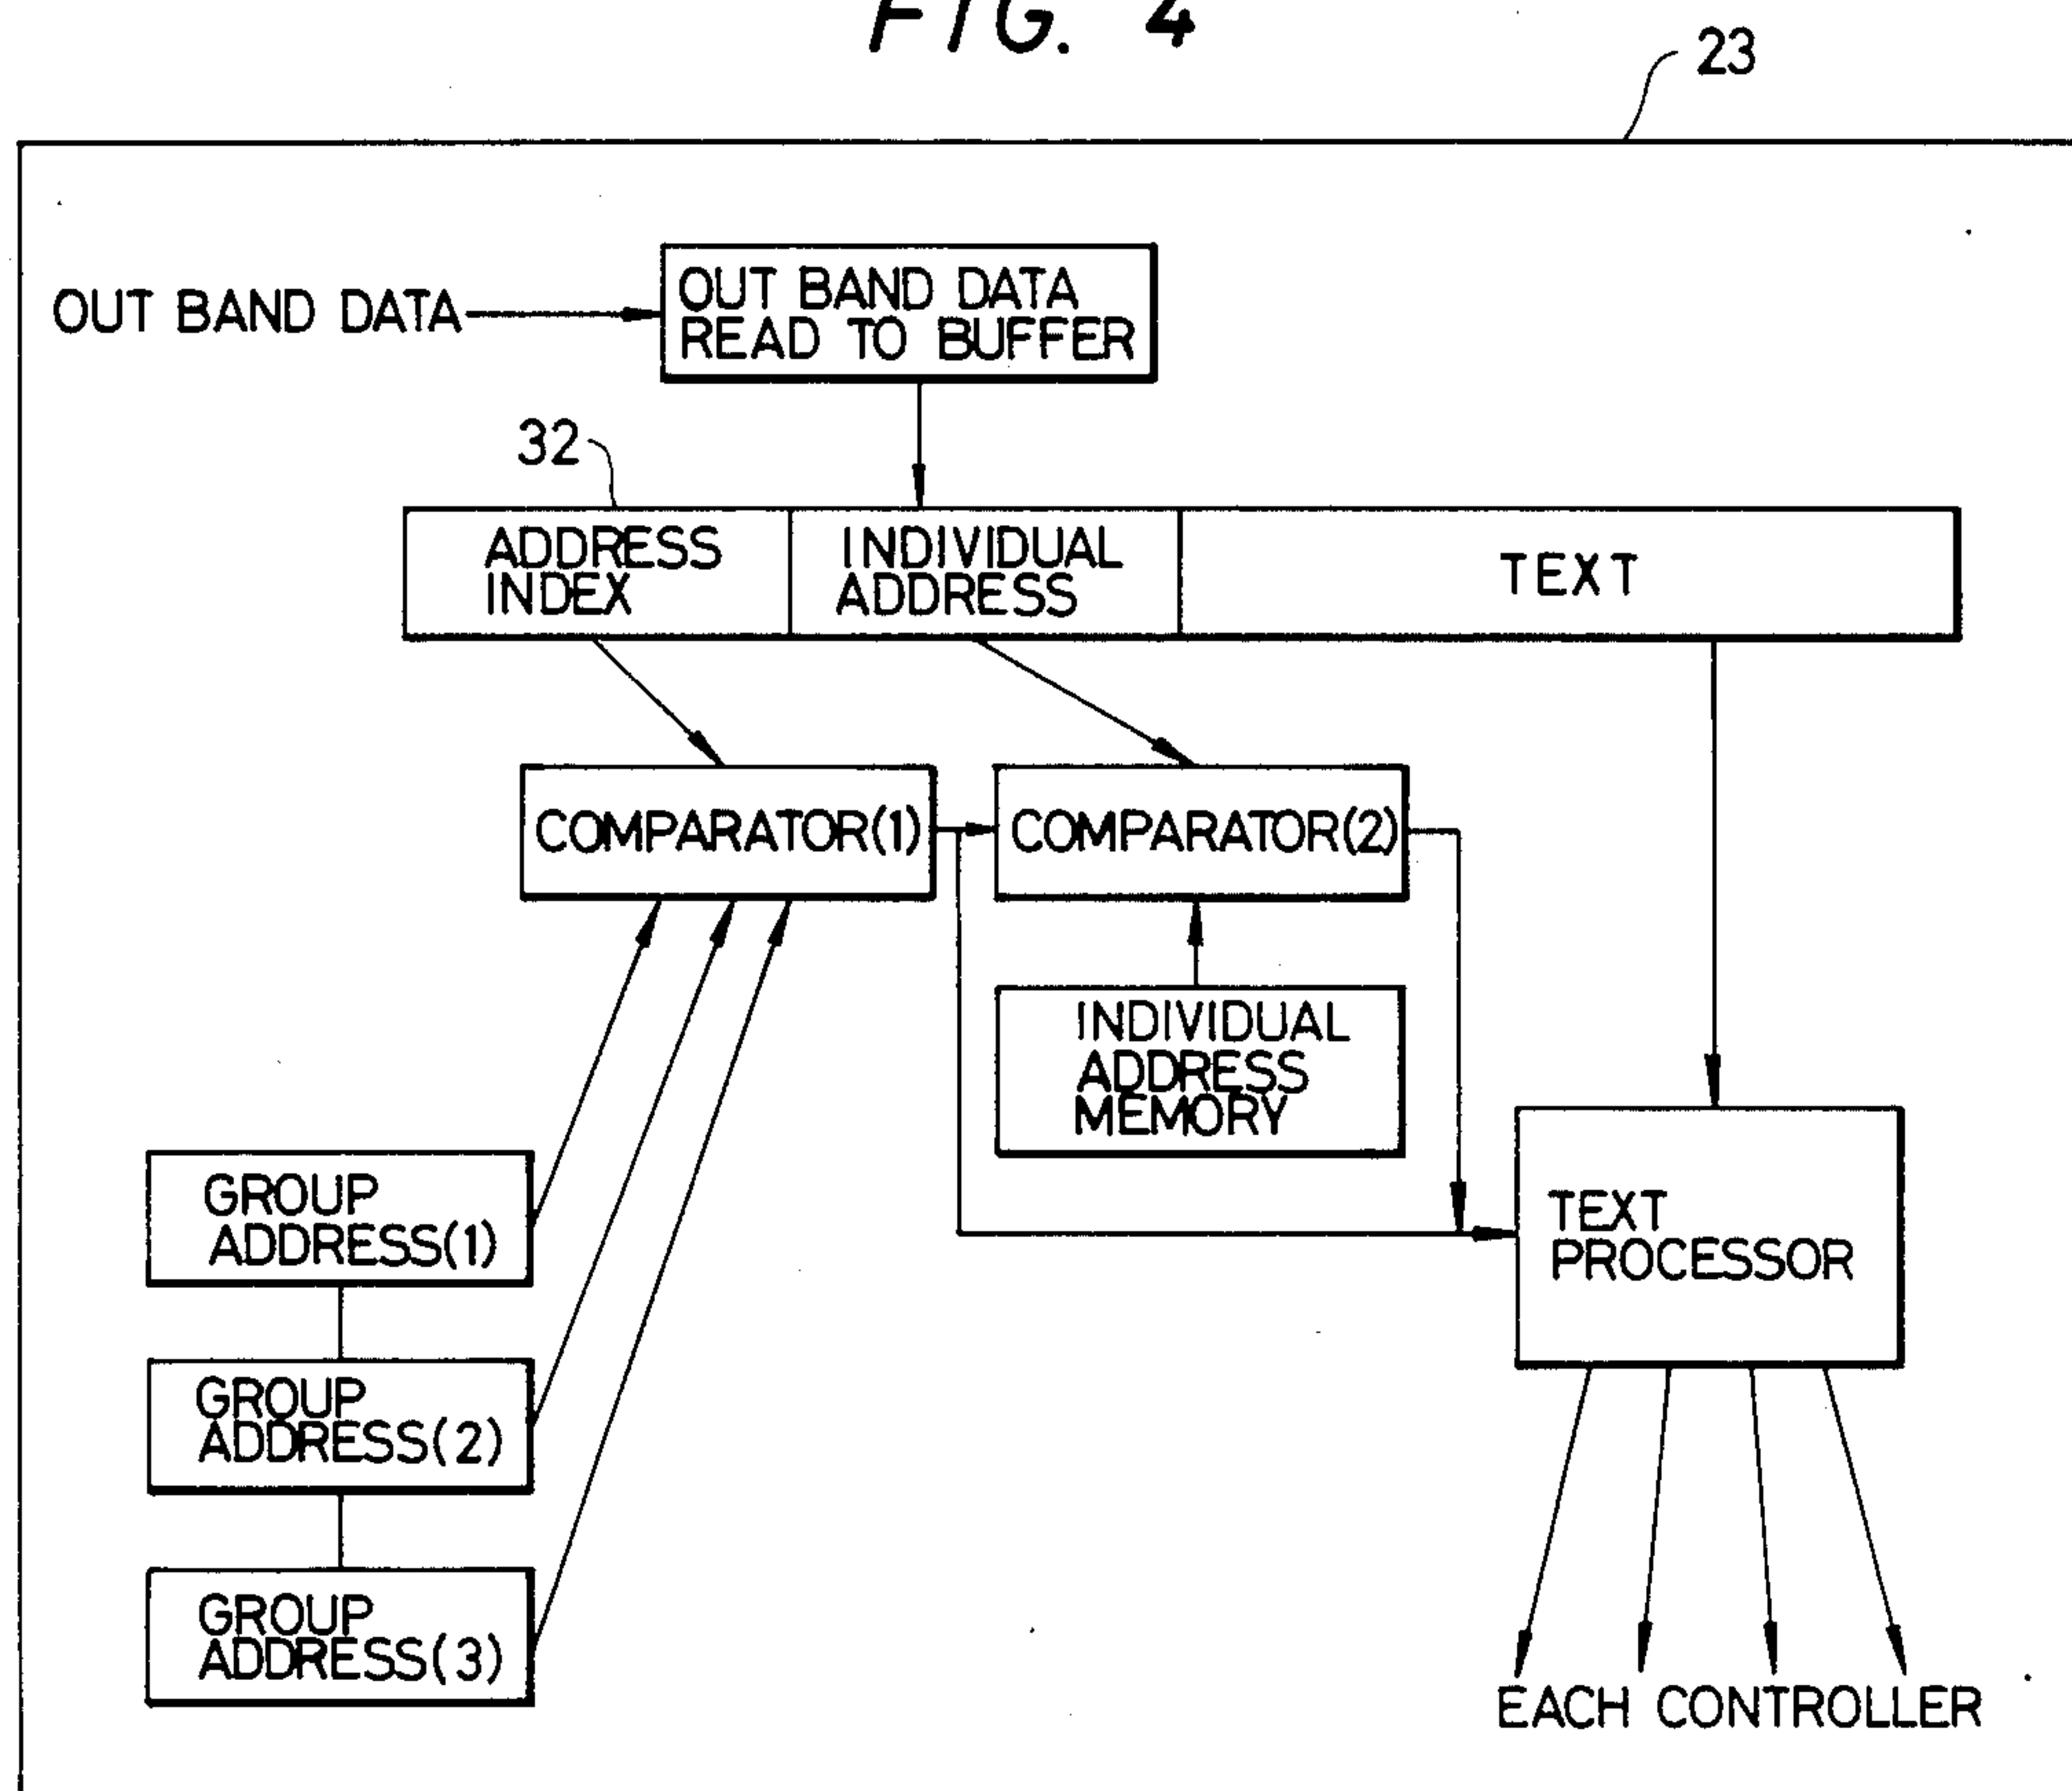 FIG. 4
23
OUT BAND DATA
OUT BAND DATA
READ TO BUFFER
32
ADDRESS
INDEX
INDIVIDUAL
ADDRESS
TEXT
COMPARATOR(1)
COMPARATOR(2)
INDIVIDUAL
ADDRESS
MEMORY
GROUP
ADDRESS(1)
TEXT
PROCESSOR
GROUP
ADDRESS(2)
GROUP
ADDRESS(3)
EACH CONTROLLER